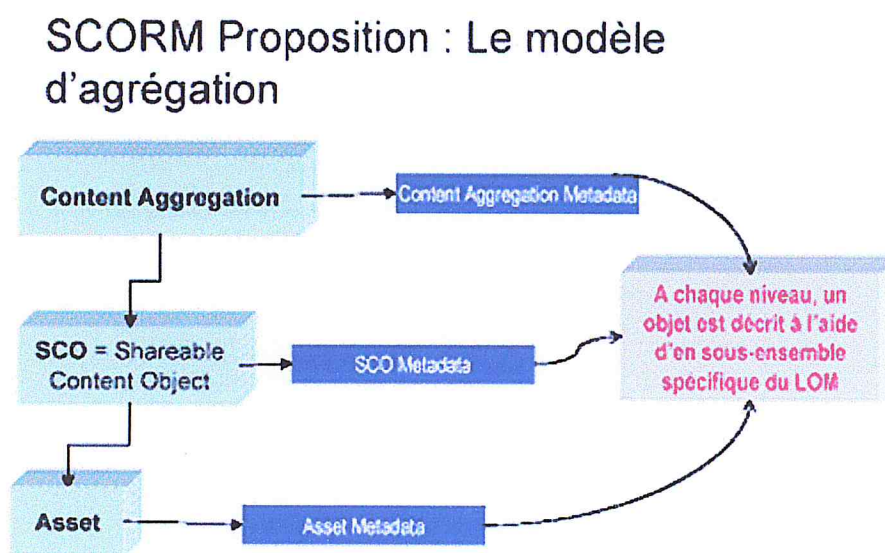 SCORM Proposition : Le modèle
d'agrégation
Content Aggregation
Content Aggregation Metadata
A chaque niveau, un
objet est décrit à l'aide
d'en sous-ensemble
spécifique du LOM
SCO = Shareable
Content Object
SCO Metadata
Asset
Asset Metadata